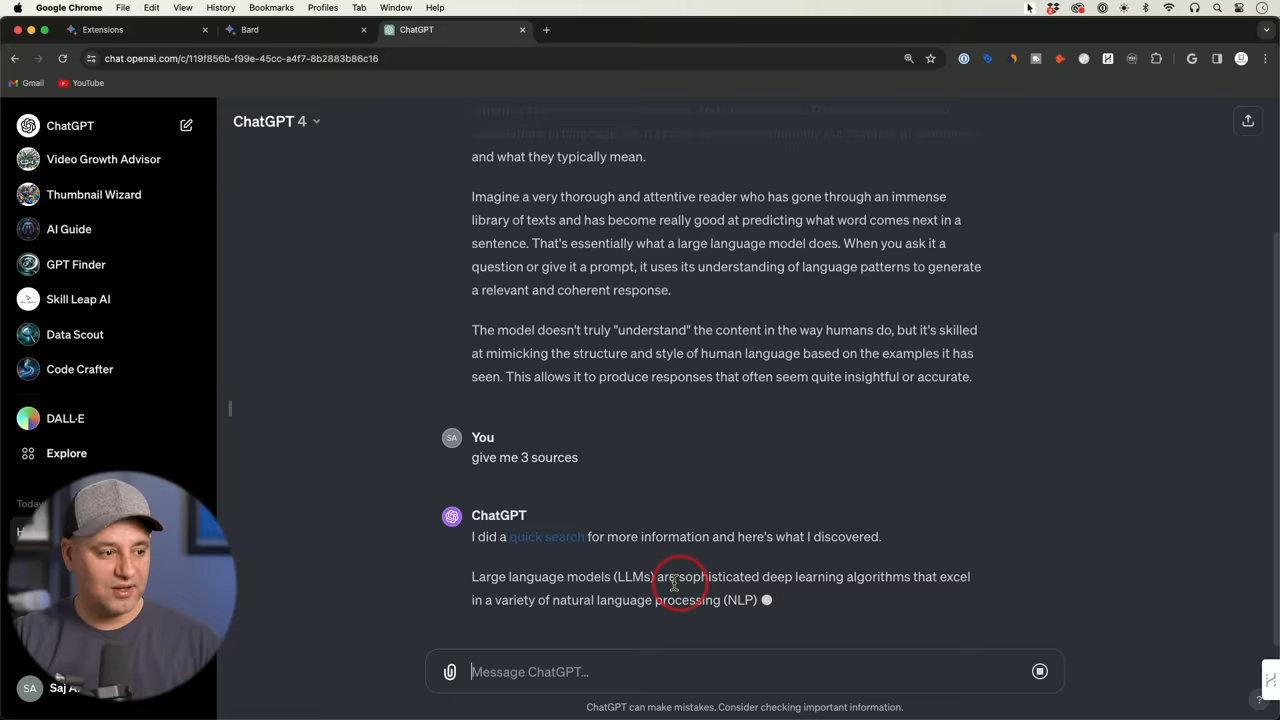 Google Chrome File Edit View History Bookmarks Profiles Tab Window Help
Extensions Bard ChatGPT
chat.openai.com/c/119f856b-f99e-45cc-a4f7-8b2883b86c16
Gmail YouTube
ChatGPT
Video Growth Advisor
Thumbnail Wizard
AI Guide
GPT Finder
Skill Leap AI
Data Scout
Code Crafter
DALL·E
Explore
Today
H
SA Saj A.
ChatGPT 4
and what they typically mean.
Imagine a very thorough and attentive reader who has gone through an immense
library of texts and has become really good at predicting what word comes next in a
sentence. That's essentially what a large language model does. When you ask it a
question or give it a prompt, it uses its understanding of language patterns to generate
a relevant and coherent response.
The model doesn't truly "understand" the content in the way humans do, but it's skilled
at mimicking the structure and style of human language based on the examples it has
seen. This allows it to produce responses that often seem quite insightful or accurate.
SA You
give me 3 sources
ChatGPT
I did a quick search for more information and here's what I discovered.
Large language models (LLMs) are sophisticated deep learning algorithms that excel
in a variety of natural language processing (NLP)
Message ChatGPT...
ChatGPT can make mistakes. Consider checking important information.
?